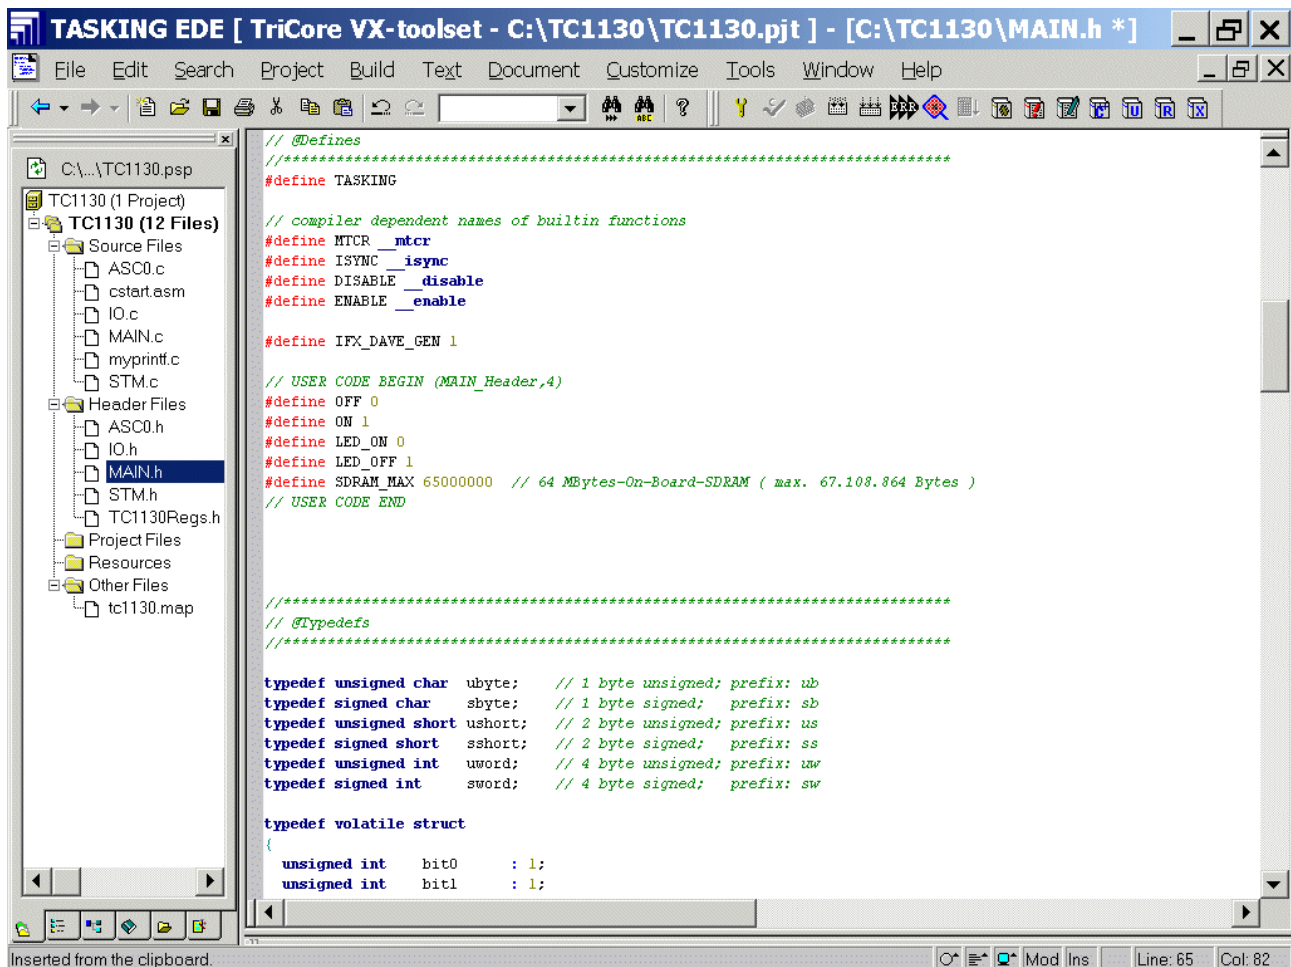 TASKING EDE [ TriCore VX-toolset - C:\TC1130\TC1130.pjt ] - [C:\TC1130\MAIN.h *]
File Edit Search Project Build Text Document Customize Tools Window Help
C:\...\TC1130.psp
TC1130 (1 Project)
TC1130 (12 Files)
Source Files
ASC0.c
cstart.asm
IO.c
MAIN.c
myprintf.c
STM.c
Header Files
ASC0.h
IO.h
MAIN.h
STM.h
TC1130Regs.h
Project Files
Resources
Other Files
tc1130.map
// @Defines
//****************************************************************************
#define TASKING
// compiler dependent names of builtin functions
#define MTCR __mtcr
#define ISYNC __isync
#define DISABLE __disable
#define ENABLE __enable
#define IFX_DAVE_GEN 1
// USER CODE BEGIN (MAIN_Header,4)
#define OFF 0
#define ON 1
#define LED_ON 0
#define LED_OFF 1
#define SDRAM_MAX 65000000 // 64 MBytes-On-Board-SDRAM ( max. 67.108.864 Bytes )
// USER CODE END
//****************************************************************************
// @Typedefs
//****************************************************************************
typedef unsigned char ubyte; // 1 byte unsigned; prefix: ub
typedef signed char sbyte; // 1 byte signed; prefix: sb
typedef unsigned short ushort; // 2 byte unsigned; prefix: us
typedef signed short sshort; // 2 byte signed; prefix: ss
typedef unsigned int uword; // 4 byte unsigned; prefix: uw
typedef signed int sword; // 4 byte signed; prefix: sw
typedef volatile struct
{
unsigned int bit0 : 1;
unsigned int bit1 : 1;
Inserted from the clipboard. Mod Ins Line: 65 Col: 82